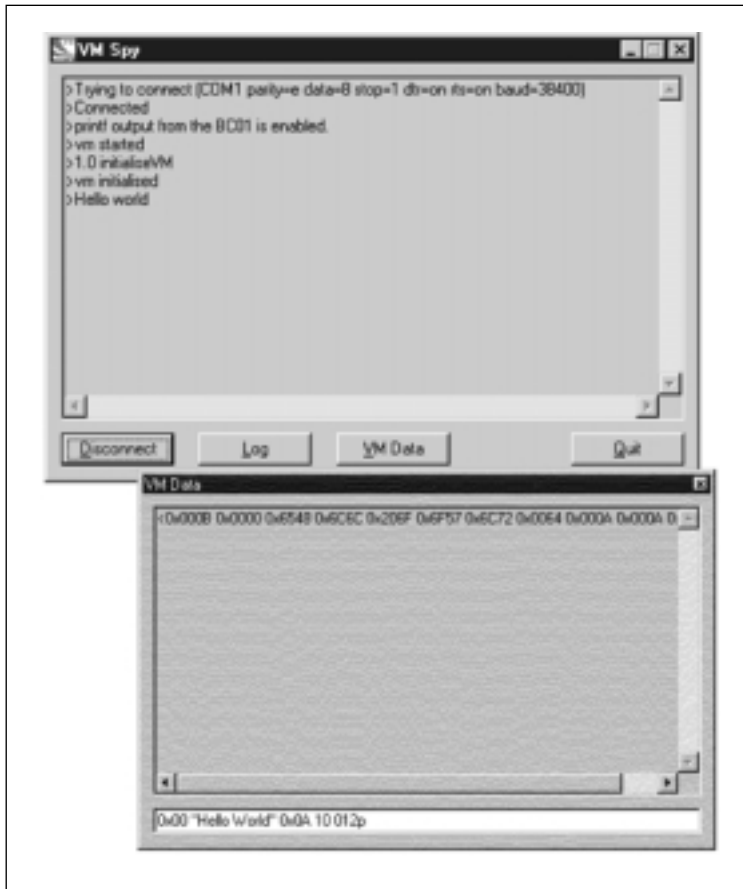 VM Spy
>Trying to connect (COM1 parity=e data=8 stop=1 dtr=on rts=on baud=38400)
>Connected
>printf output from the BC01 is enabled.
>vm started
>1.0 initialiseVM
>vm initialised
>Hello world
Disconnect Log VM Data Quit
VM Data
<0x000B 0x0000 0x6548 0x6C6C 0x206F 0x6F57 0x6C72 0x0064 0x000A 0x000A 0
0x00 "Hello World" 0x0A 10 012p